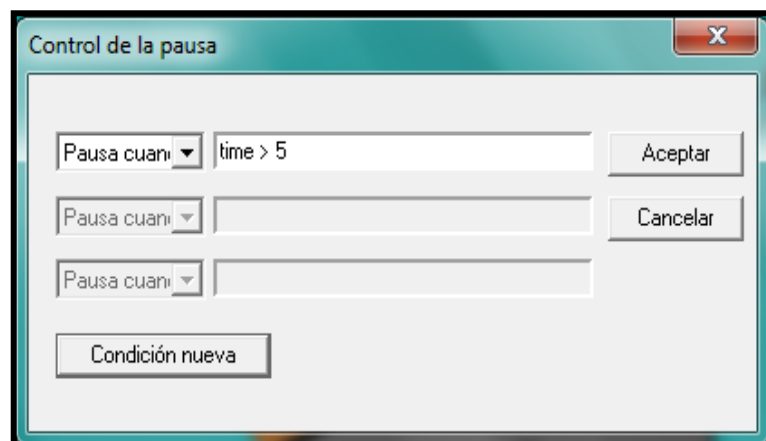 Control de la pausa
Pausa cuan
time > 5
Aceptar
Pausa cuan
Cancelar
Pausa cuan
Condición nueva